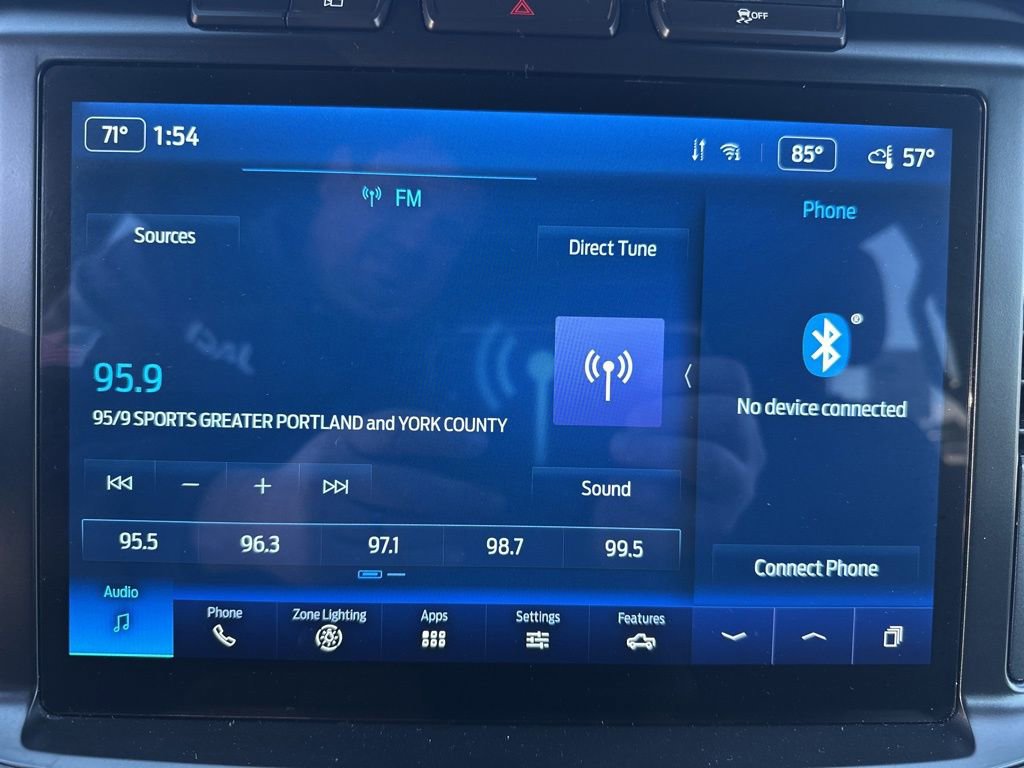 OFF
71° 1:54
85° 57°
FM
Phone
Sources
Direct Tune
95.9
95/9 SPORTS GREATER PORTLAND and YORK COUNTY
®
No device connected
Sound
95.5 96.3 97.1 98.7 99.5
Connect Phone
Audio Phone Zone Lighting Apps Settings Features